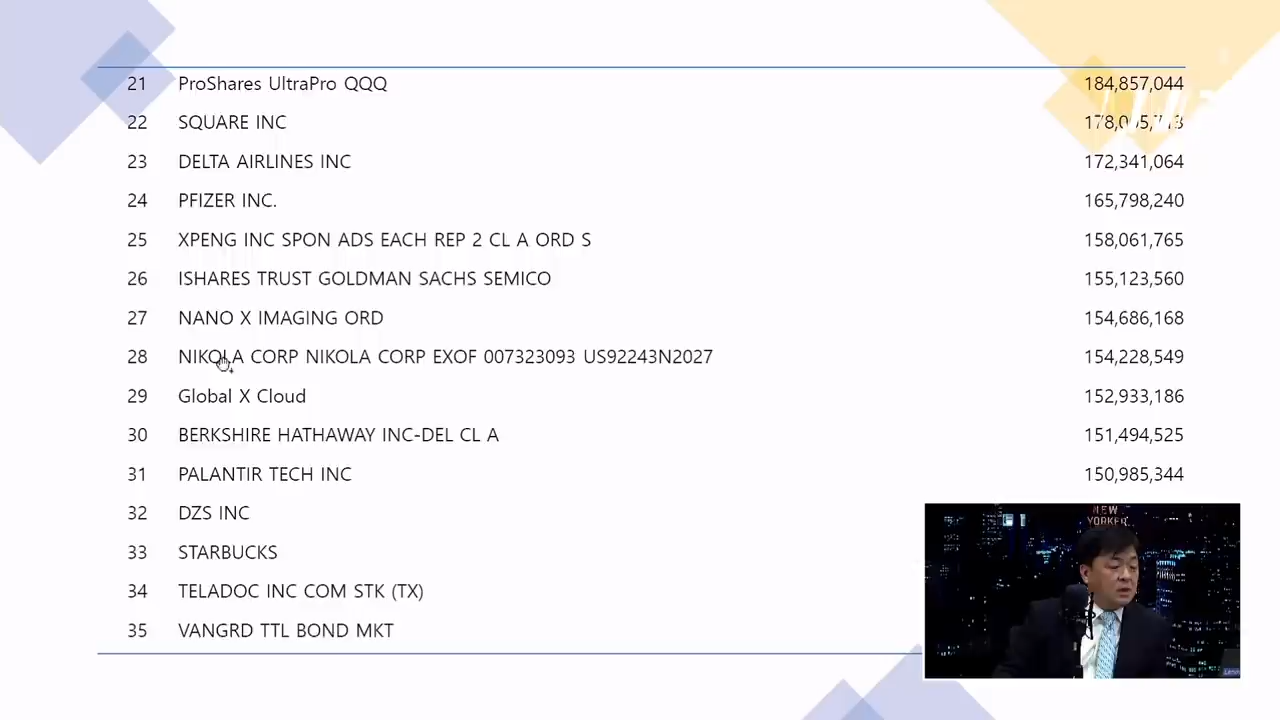 21 ProShares UltraPro QQQ 184,857,044
22 SQUARE INC
23 DELTA AIRLINES INC 172,341,064
24 PFIZER INC. 165,798,240
25 XPENG INC SPON ADS EACH REP 2 CL A ORD S 158,061,765
26 ISHARES TRUST GOLDMAN SACHS SEMICO 155,123,560
27 NANO X IMAGING ORD 154,686,168
28 NIKOLA CORP NIKOLA CORP EXOF 007323093 US92243N2027 154,228,549
29 Global X Cloud 152,933,186
30 BERKSHIRE HATHAWAY INC-DEL CL A 151,494,525
31 PALANTIR TECH INC 150,985,344
32 DZS INC
33 STARBUCKS
34 TELADOC INC COM STK (TX)
35 VANGRD TTL BOND MKT
NEW
YORKER